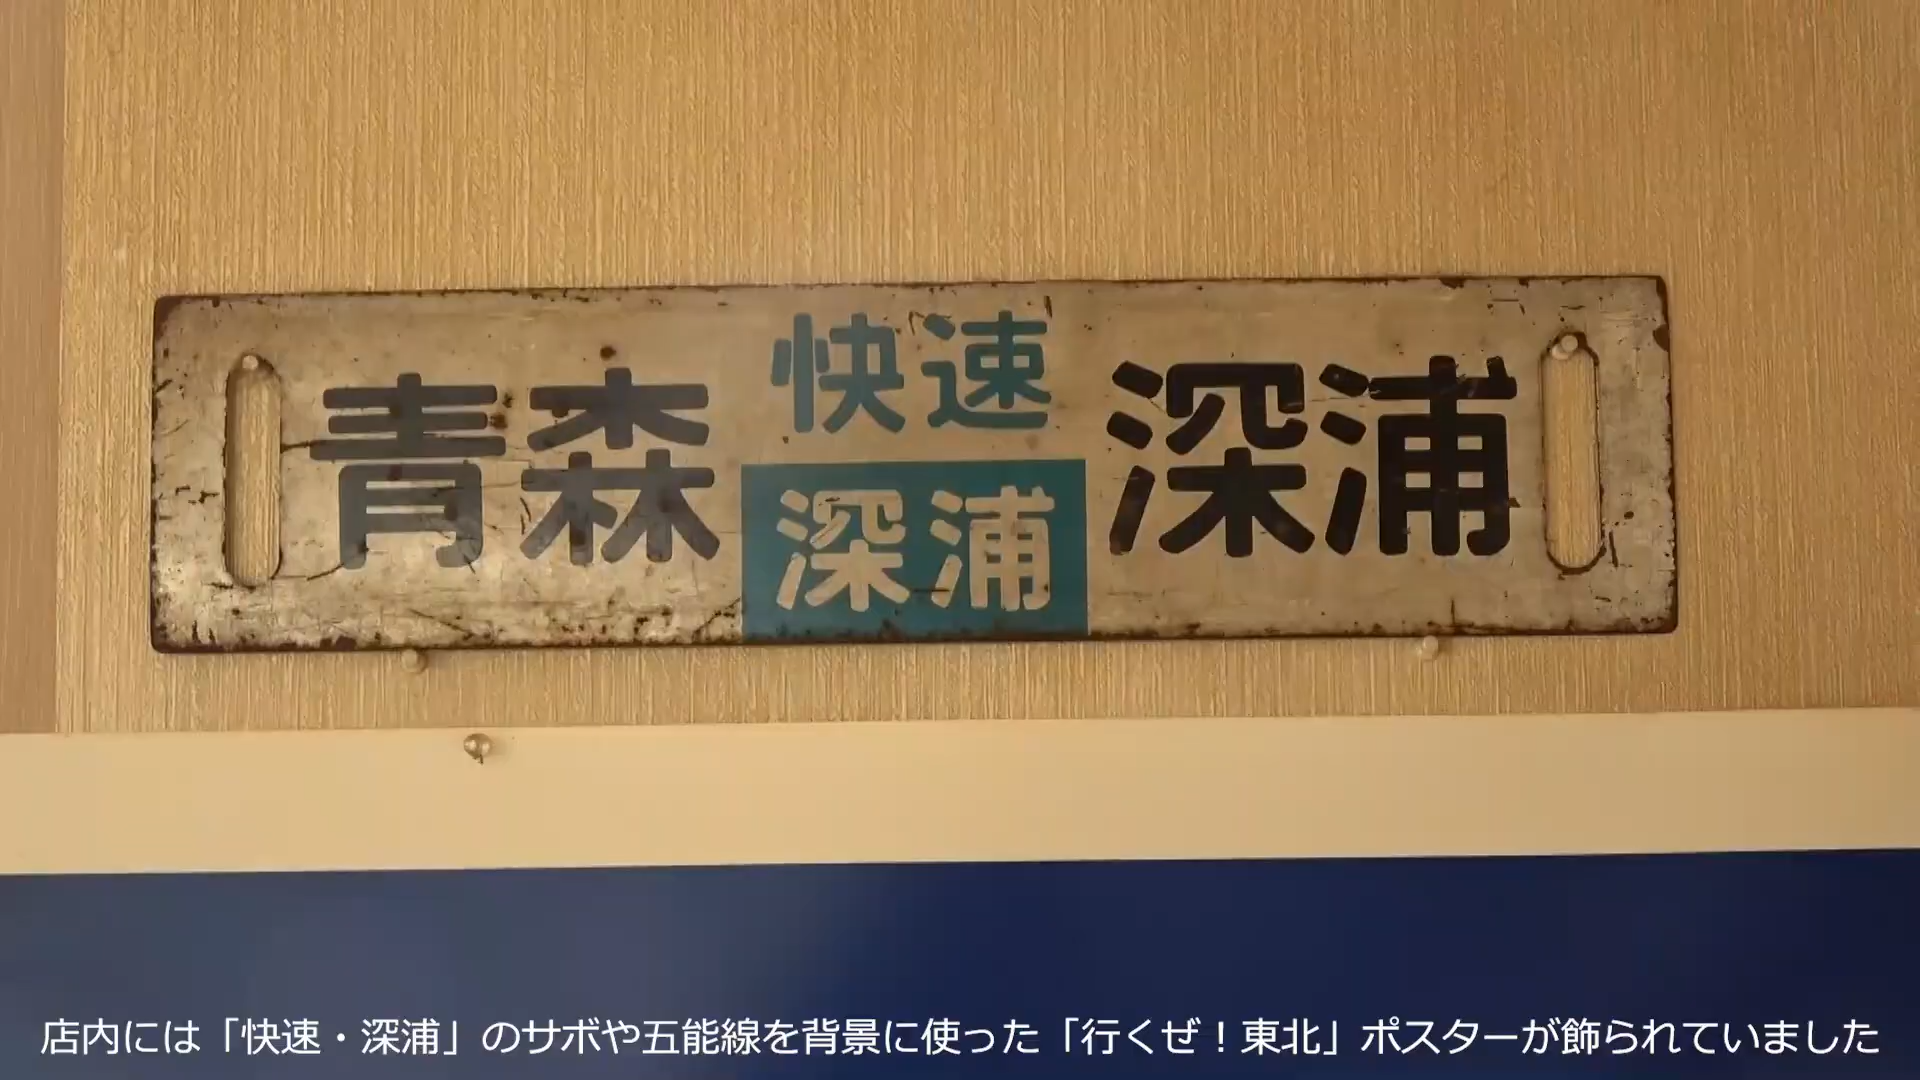 青森
快速
深浦
深浦
店内には「快速・深浦」のサボや五能線を背景に使った「行くぜ！東北」ポスターが飾られていました